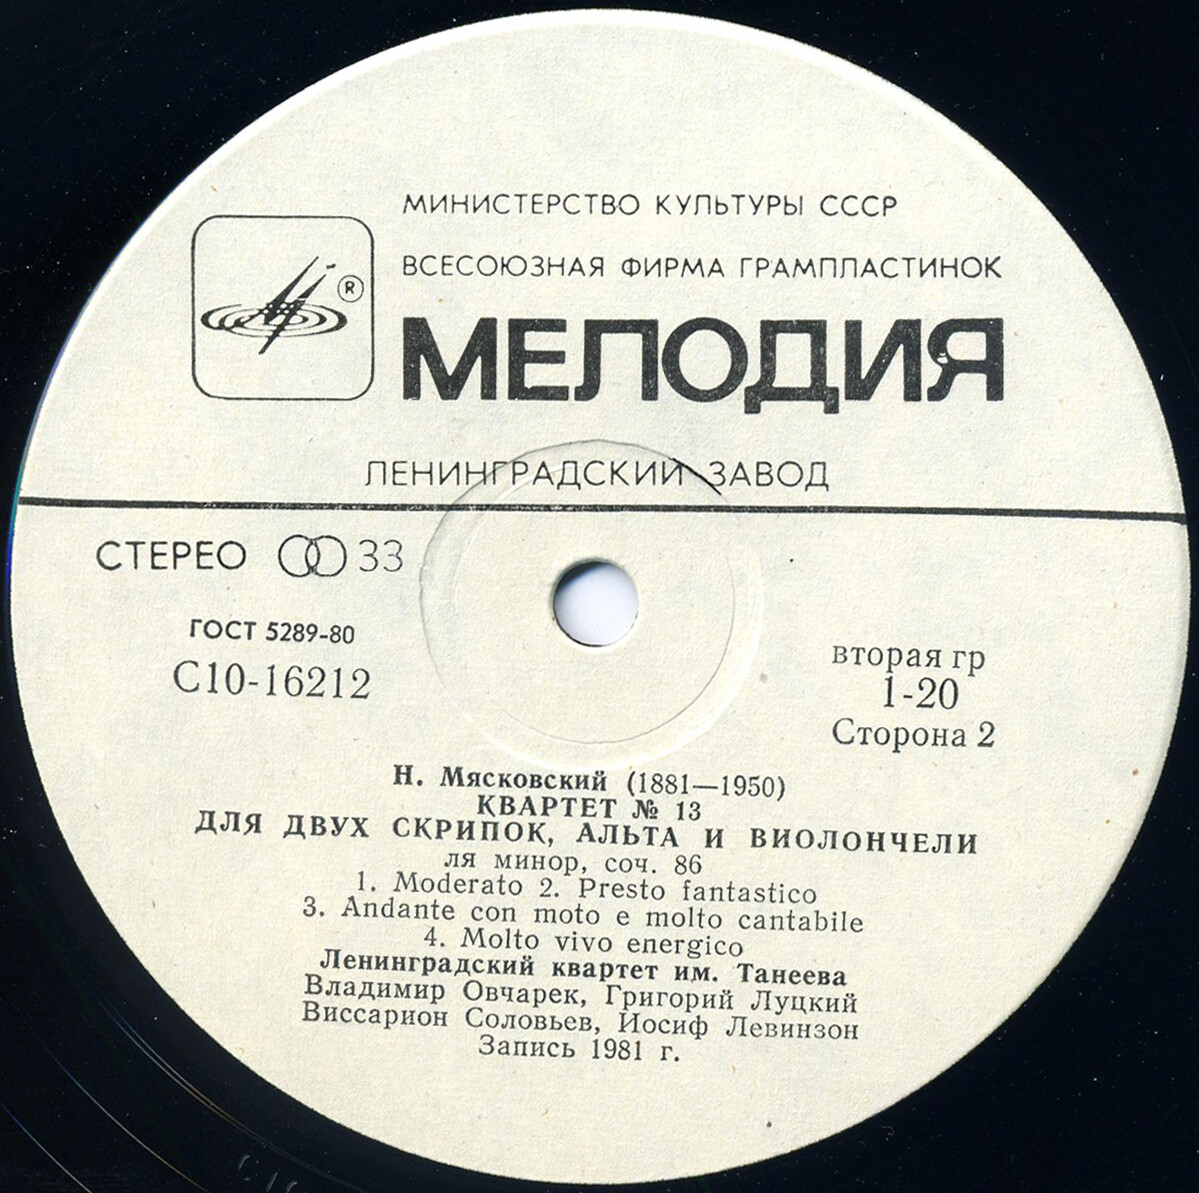 МИНИСТЕРСТВО КУЛЬТУРЫ СССР
ВСЕСОЮЗНАЯ ФИРМА ГРАМПЛАСТИНОК
®
МЕЛОДИЯ
ЛЕНИНГРАДСКИЙ ЗАВОД
СТЕРЕО 33
ГОСТ 5289-80
С10-16212
вторая гр
1-20
Сторона 2
Н. Мясковский (1881—1950)
КВАРТЕТ № 13
ДЛЯ ДВУХ СКРИПОК, АЛЬТА И ВИОЛОНЧЕЛИ
ля минор, соч. 86
1. Moderato 2. Presto fantastico
3. Andante con moto e molto cantabile
4. Molto vivo energico
Ленинградский квартет им. Танеева
Владимир Овчарек, Григорий Луцкий
Виссарион Соловьев, Иосиф Левинзон
Запись 1981 г.